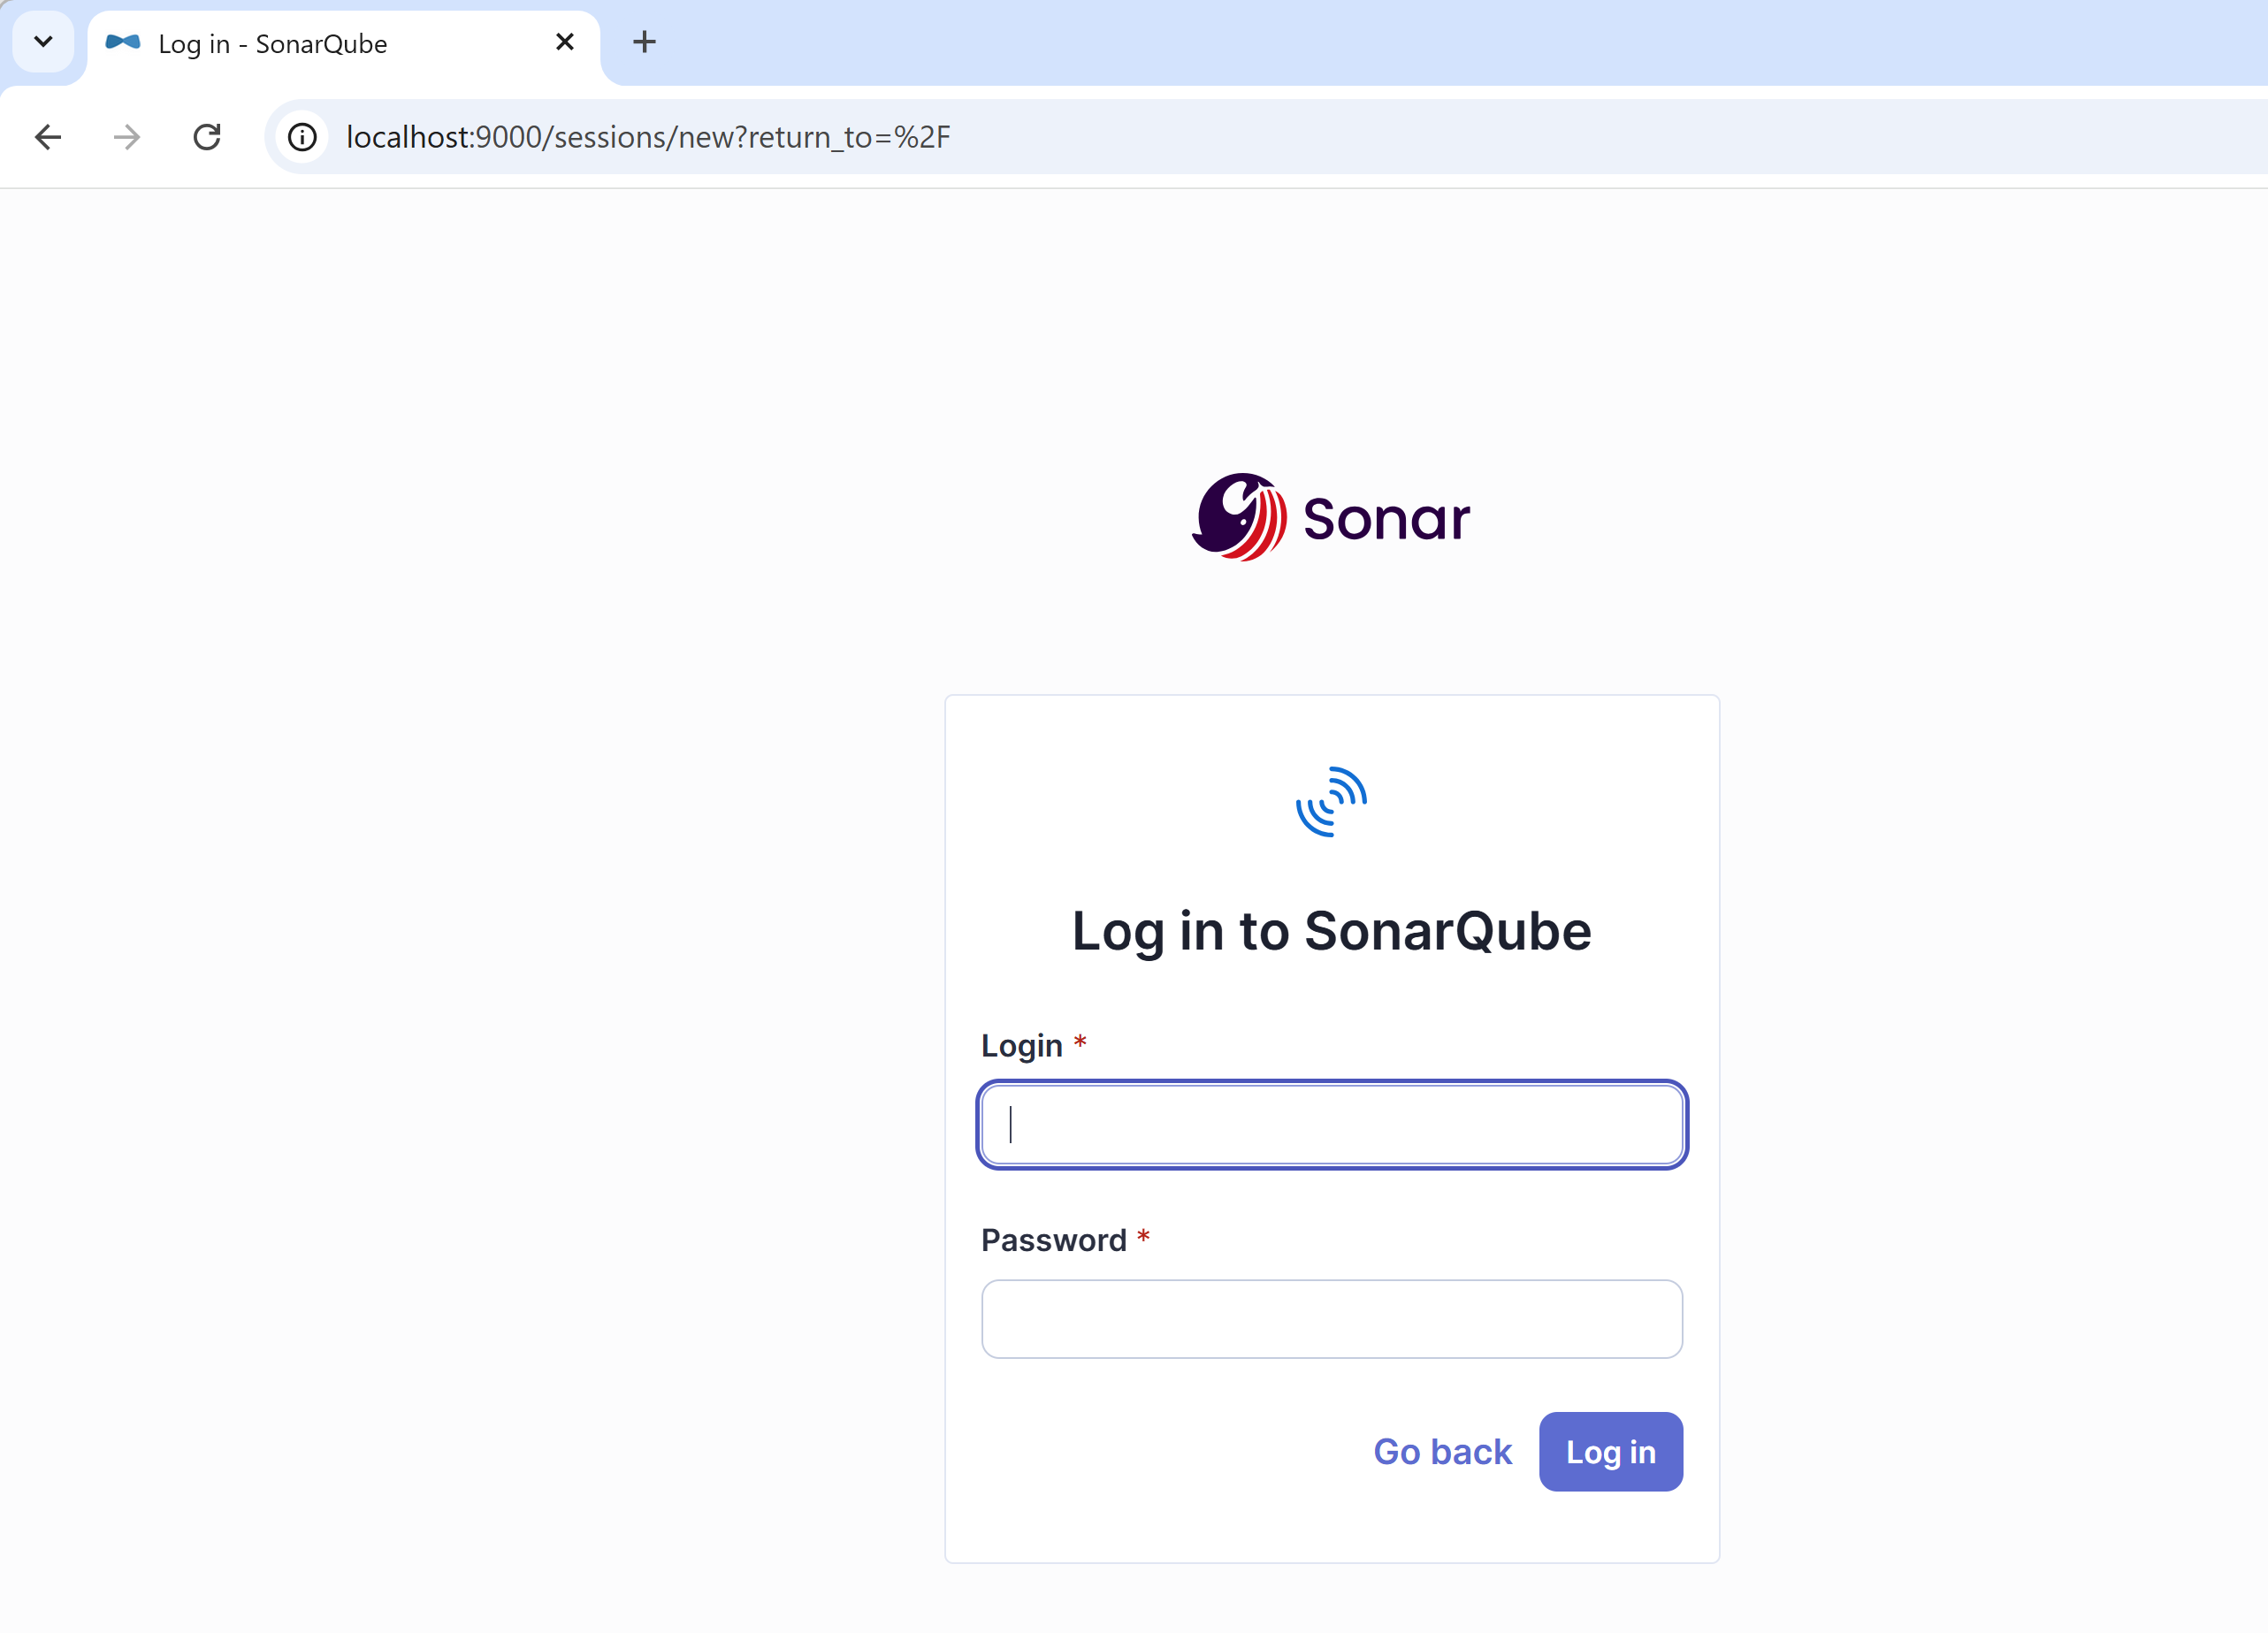 Log in - SonarQube
localhost:9000/sessions/new?return_to=%2F
Sonar
Log in to SonarQube
Login *
Password *
Go back Log in